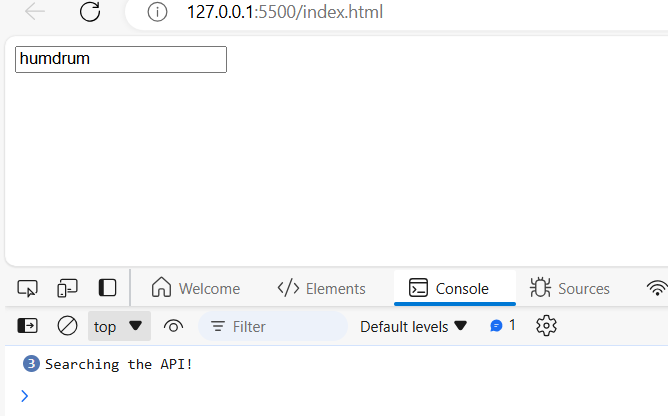 127.0.0.1:5500/index.html
humdrum
Welcome Elements Console Sources
top Filter Default levels 1
3 Searching the API!